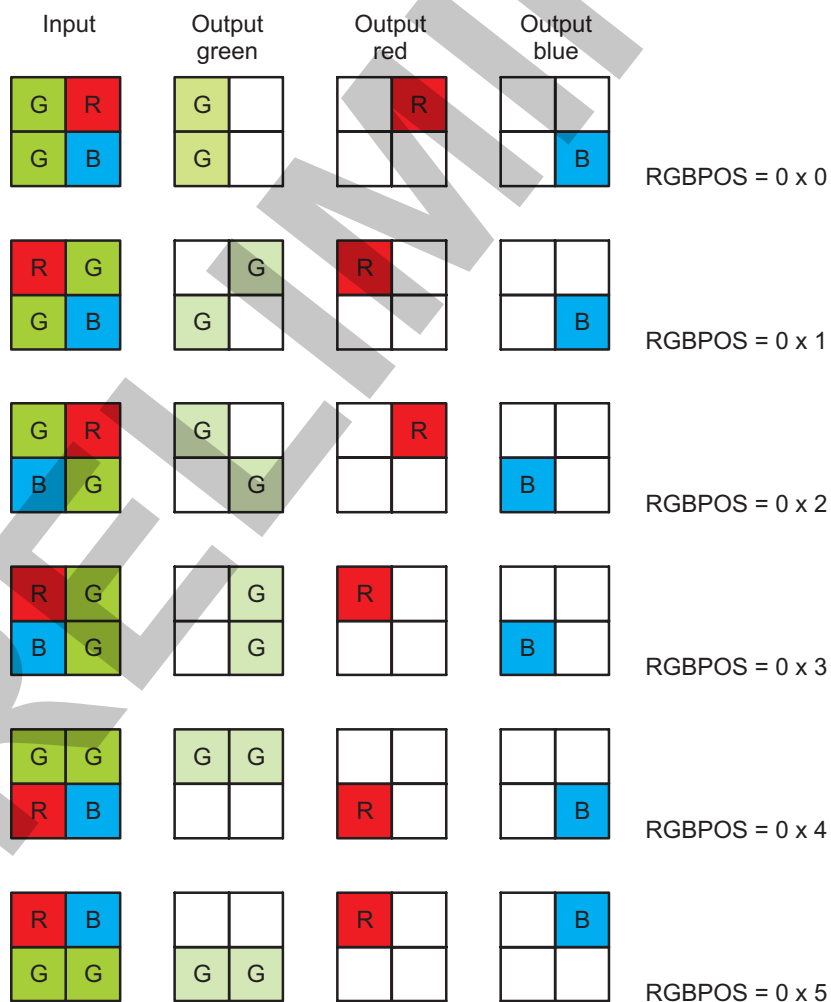 Input Output green Output red Output blue
G R G R B
G B G
RGBPOS = 0 x 0
R G G R
G B G B
RGBPOS = 0 x 1
G R G R
B G G B
RGBPOS = 0 x 2
R G G R
B G G B
RGBPOS = 0 x 3
G G G G
R B R B
RGBPOS = 0 x 4
R B R B
G G G G
RGBPOS = 0 x 5